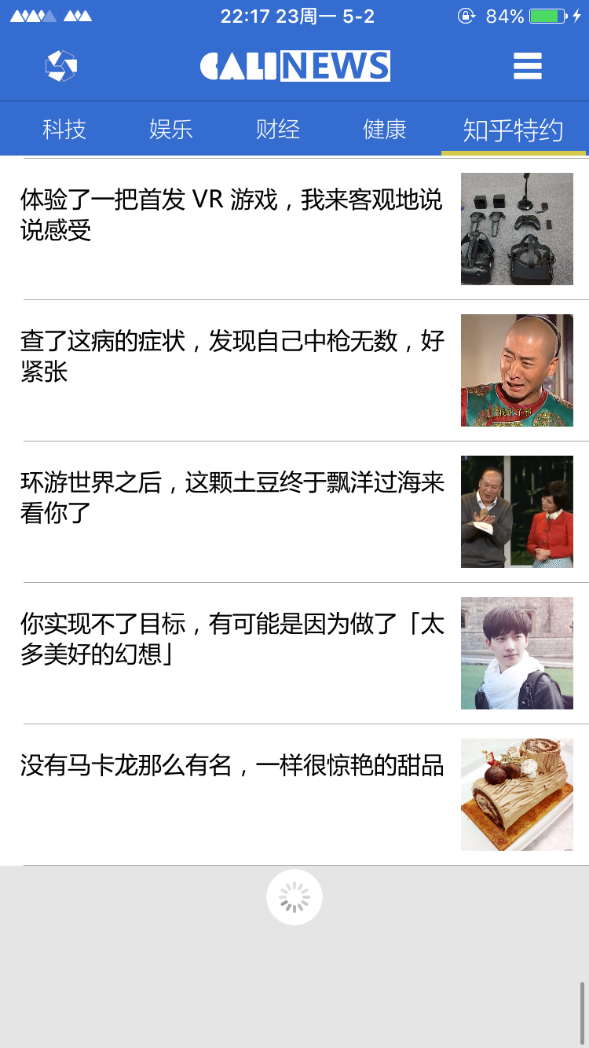 22:17 23周一 5-2
84%
CALINEWS
科技
娱乐
财经
健康
知乎特约
体验了一把首发 VR 游戏，我来客观地说
说感受
查了这病的症状，发现自己中枪无数，好
紧张
环游世界之后，这颗土豆终于飘洋过海来
看你了
你实现不了目标，有可能是因为做了「太
多美好的幻想」
没有马卡龙那么有名，一样很惊艳的甜品